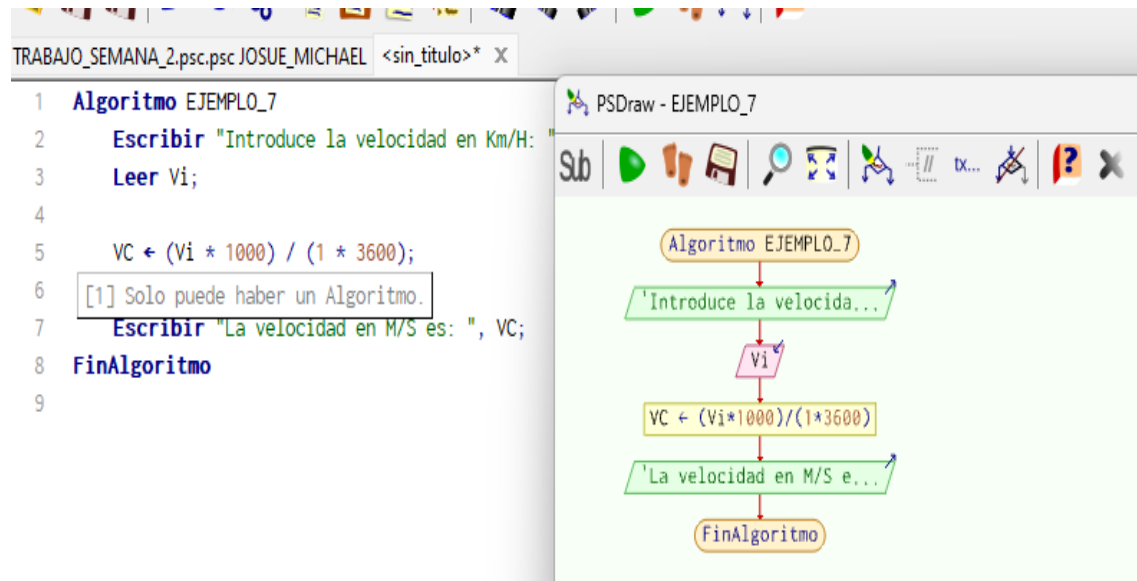 TRABAJO_SEMANA_2.psc.psc JOSUE_MICHAEL <sin_titulo>* X
1 Algoritmo EJEMPLO_7
2 Escribir "Introduce la velocidad en Km/H: "
3 Leer Vi;
4
5 VC ← (Vi * 1000) / (1 * 3600);
6 [1] Solo puede haber un Algoritmo.
7 Escribir "La velocidad en M/S es: ", VC;
8 FinAlgoritmo
9
PSDraw - EJEMPLO_7
Sub // tx... ?
Algoritmo EJEMPLO_7
'Introduce la velocida...
Vi
VC ← (Vi*1000)/(1*3600)
'La velocidad en M/S e...
FinAlgoritmo